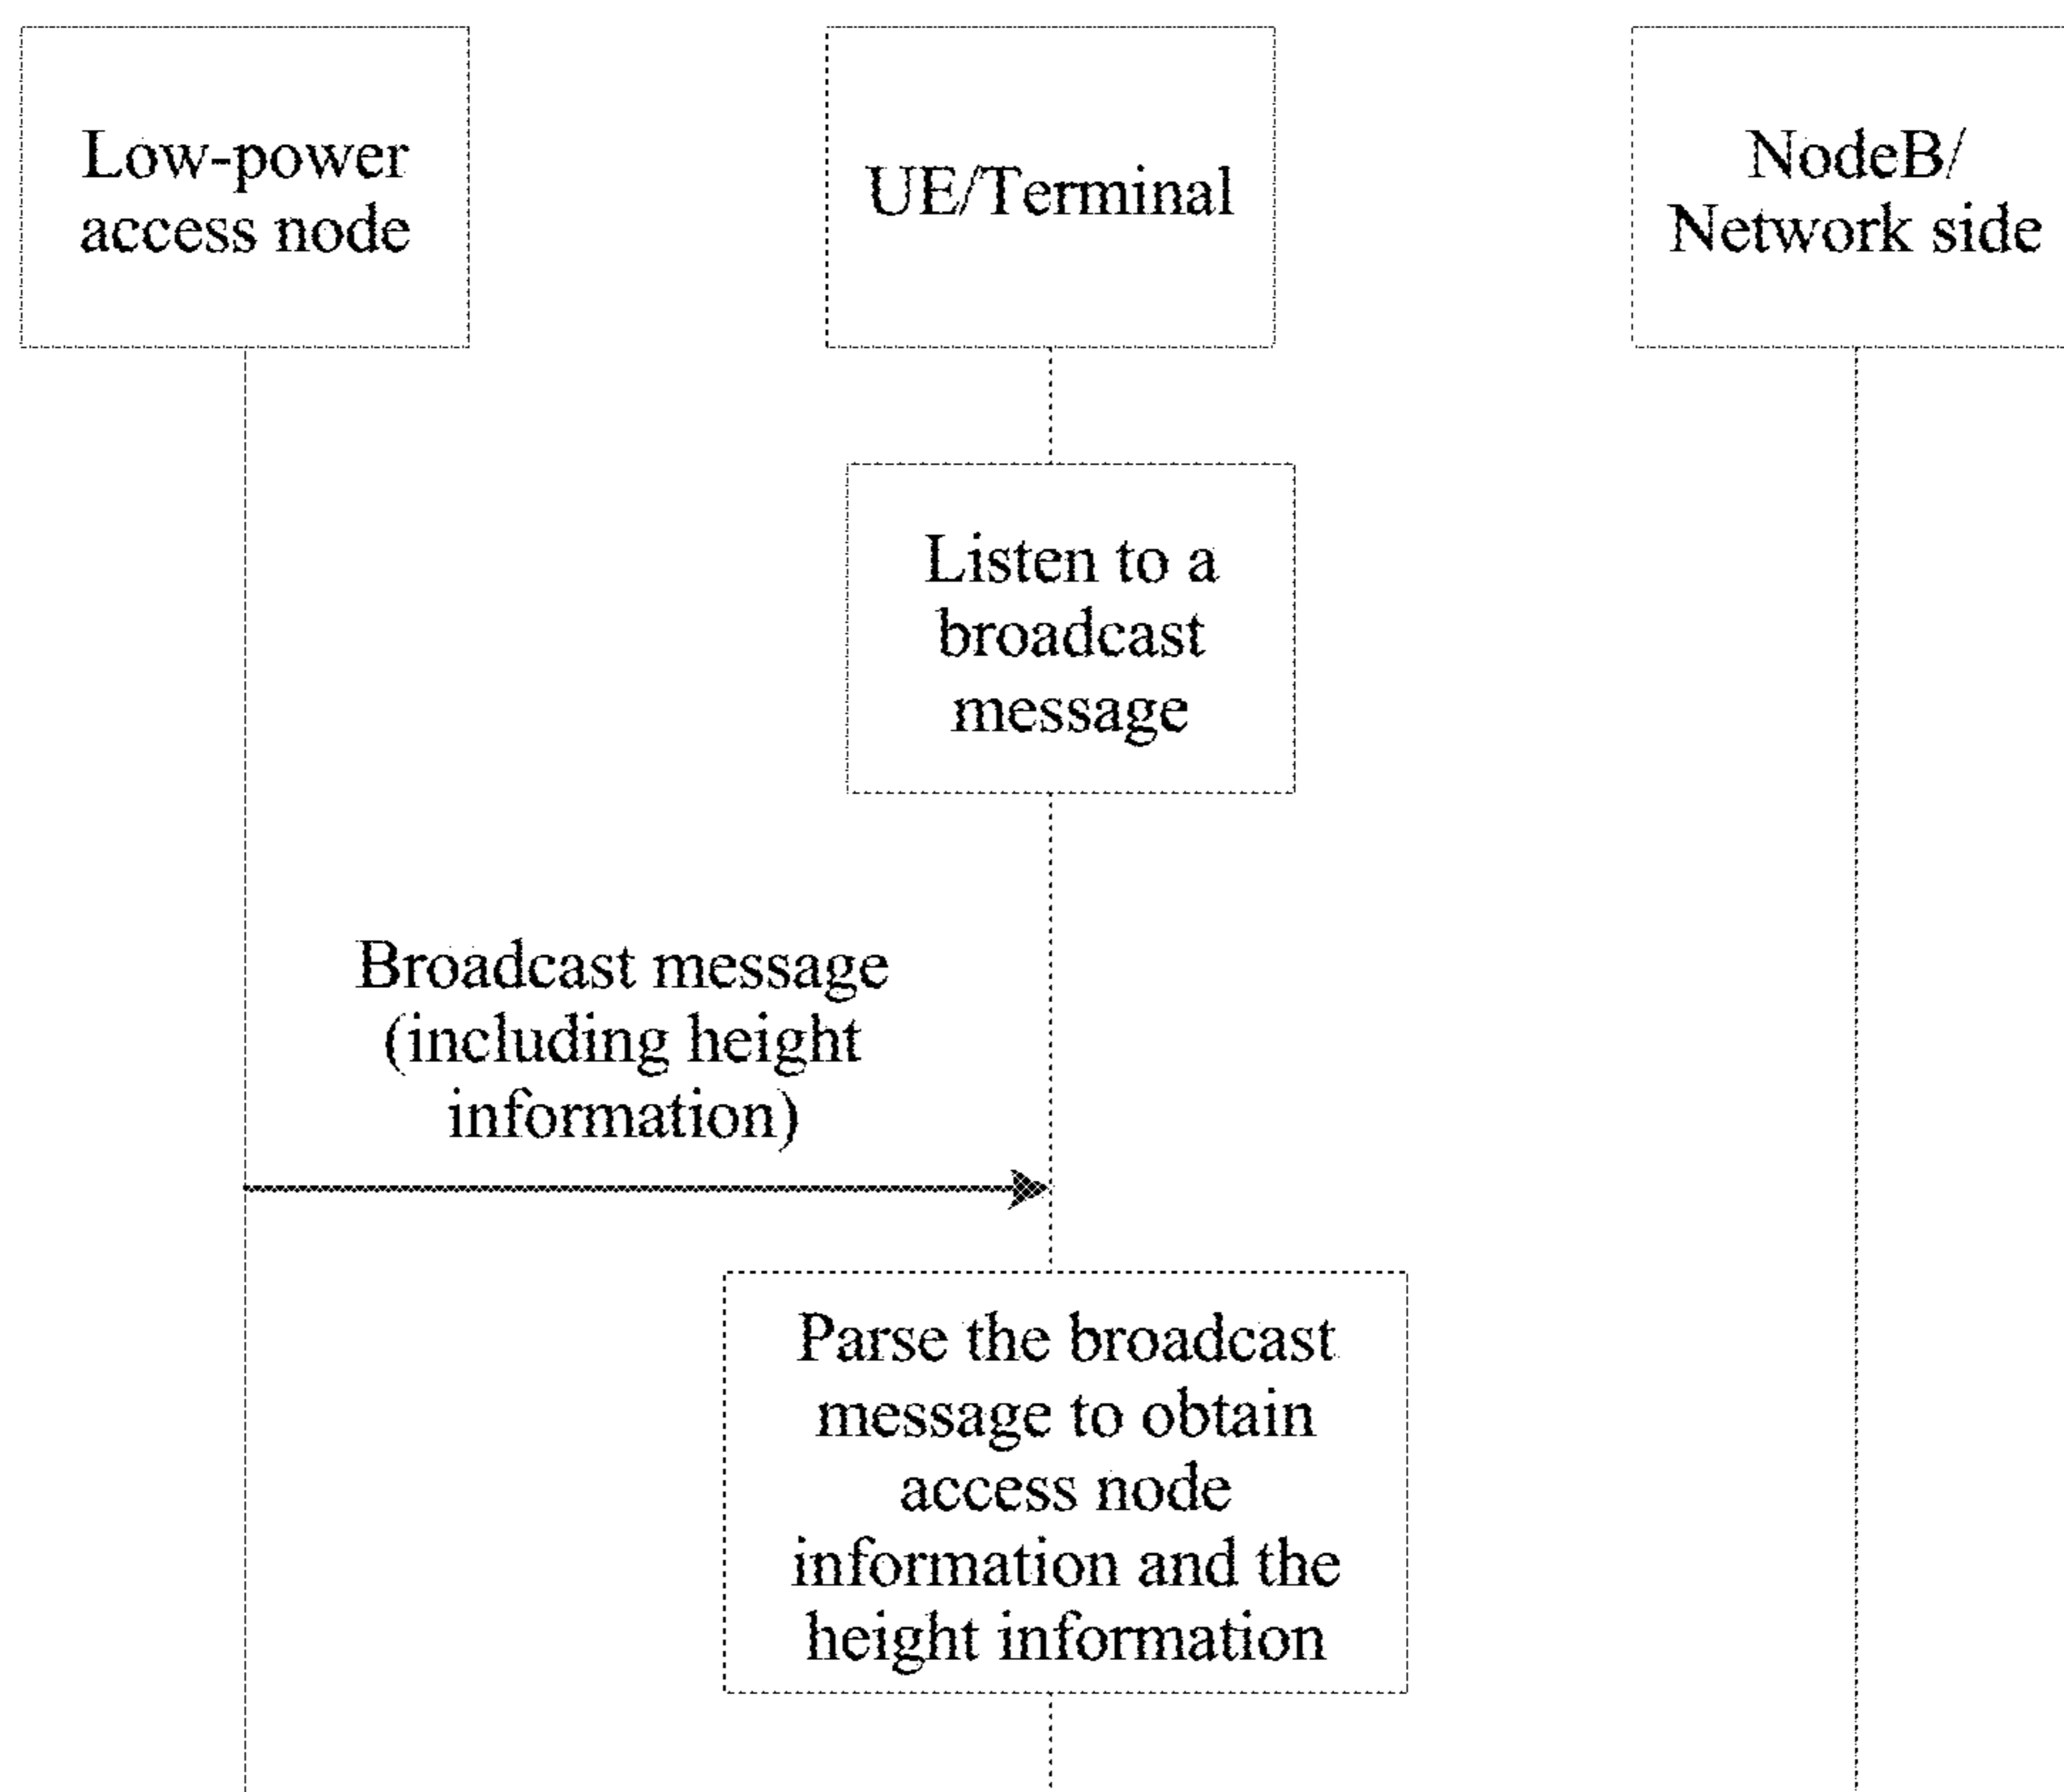 Low-power
access node
UE/Terminal
NodeB/
Network side
Listen to a
broadcast
message
Broadcast message
(including height
information)
Parse the broadcast
message to obtain
access node
information and the
height information